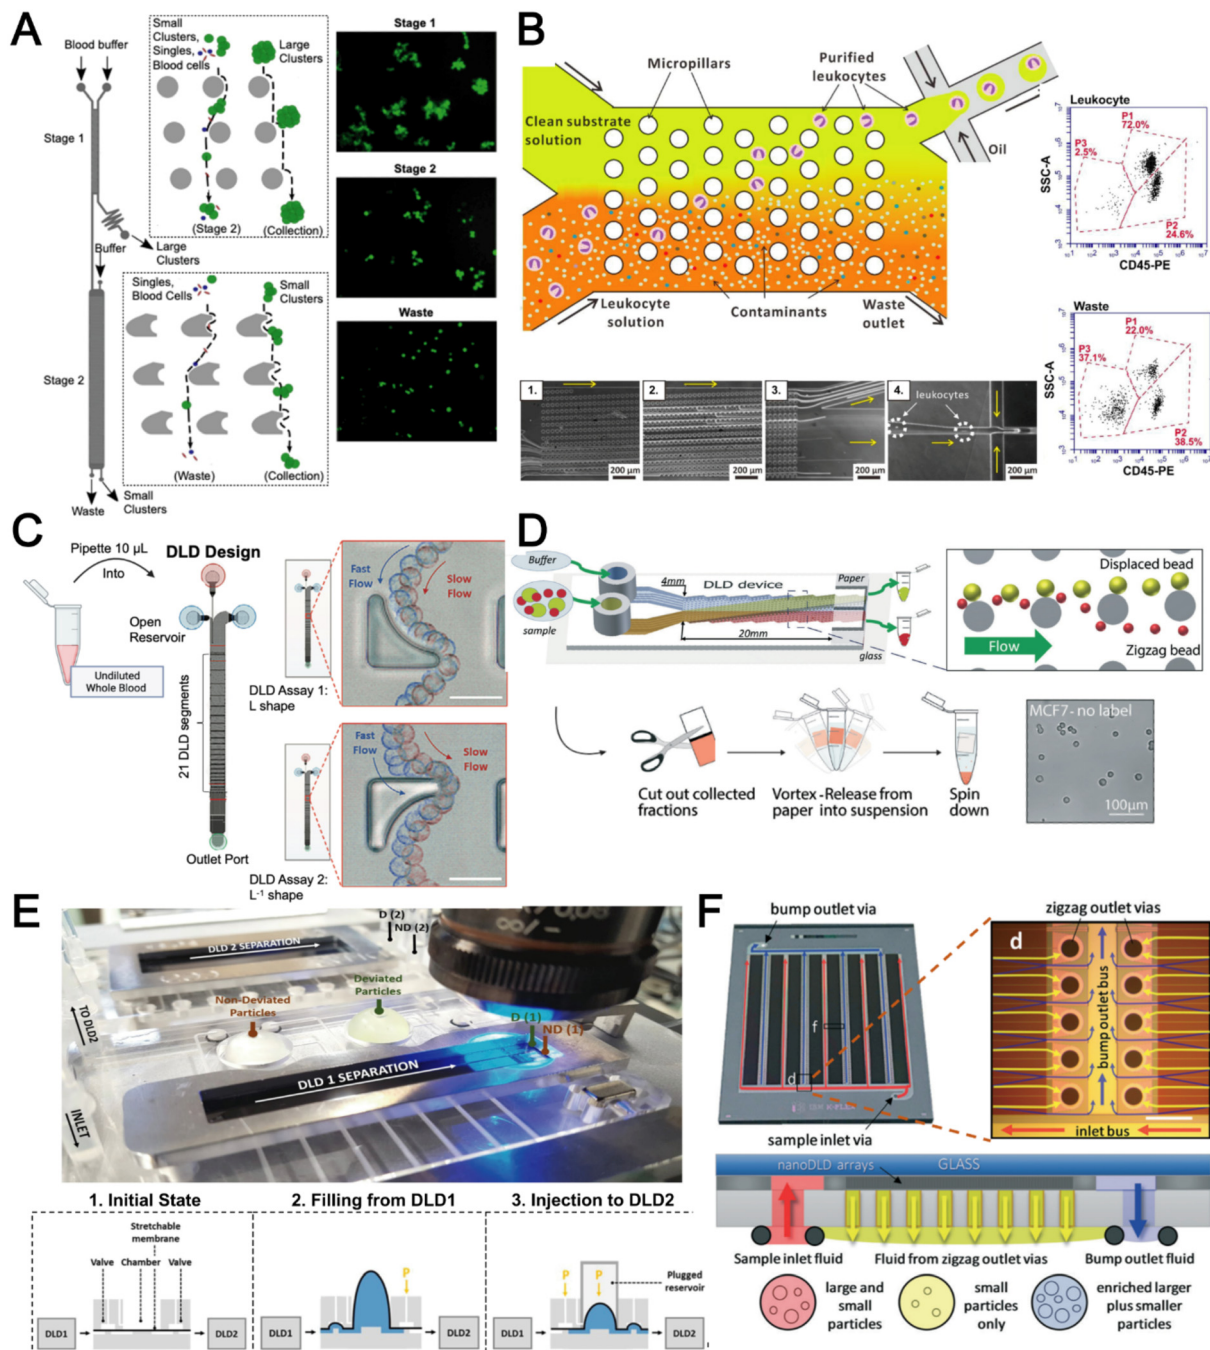 A
Blood buffer
Stage 1
Buffer
Large
Clusters
Stage 2
Waste
Small
Clusters
Small
Clusters,
Singles,
Blood cells
Large
Clusters
(Stage 2)
(Collection)
Singles,
Blood Cells
Small
Clusters
(Waste)
(Collection)
Stage 1
Stage 2
Waste
B
Micropillars
Purified
leukocytes
Clean substrate
solution
Oil
Leukocyte
solution
Contaminants
Waste
outlet
1.
200 μm
2.
200 μm
3.
200 μm
4.
leukocytes
200 μm
Leukocyte
P1
72.0%
P3
2.5%
P2
24.6%
SSC-A
CD45-PE
Waste
P1
22.0%
P3
37.1%
P2
38.5%
SSC-A
CD45-PE
C
Pipette 10 μL
Into
Undiluted
Whole Blood
DLD Design
Open
Reservoir
21 DLD segments
Outlet Port
DLD Assay 1:
L shape
Fast
Flow
Slow
Flow
DLD Assay 2:
L⁻¹ shape
Fast
Flow
Slow
Flow
D
Buffer
sample
4mm
DLD device
Paper
20mm
glass
Displaced bead
Flow
Zigzag bead
Cut out collected
fractions
Vortex -Release from
paper into suspension
Spin
down
MCF7- no label
100μm
E
DLD 2 SEPARATION
D (2)
ND (2)
TO DLD2
Non-Deviated
Particles
Deviated
Particles
D (1)
ND (1)
DLD 1 SEPARATION
INLET
1. Initial State
Stretchable
membrane
Valve
Chamber
Valve
DLD1
DLD2
2. Filling from DLD1
P
DLD1
DLD2
3. Injection to DLD2
P
P
Plugged
reservoir
DLD1
DLD2
F
bump outlet via
f
d
sample inlet via
zigzag outlet vias
d
bump outlet bus
inlet bus
nanoDLD arrays
GLASS
Sample inlet fluid
Fluid from zigzag outlet vias
Bump outlet fluid
large and
small
particles
small
particles
only
enriched larger
plus smaller
particles